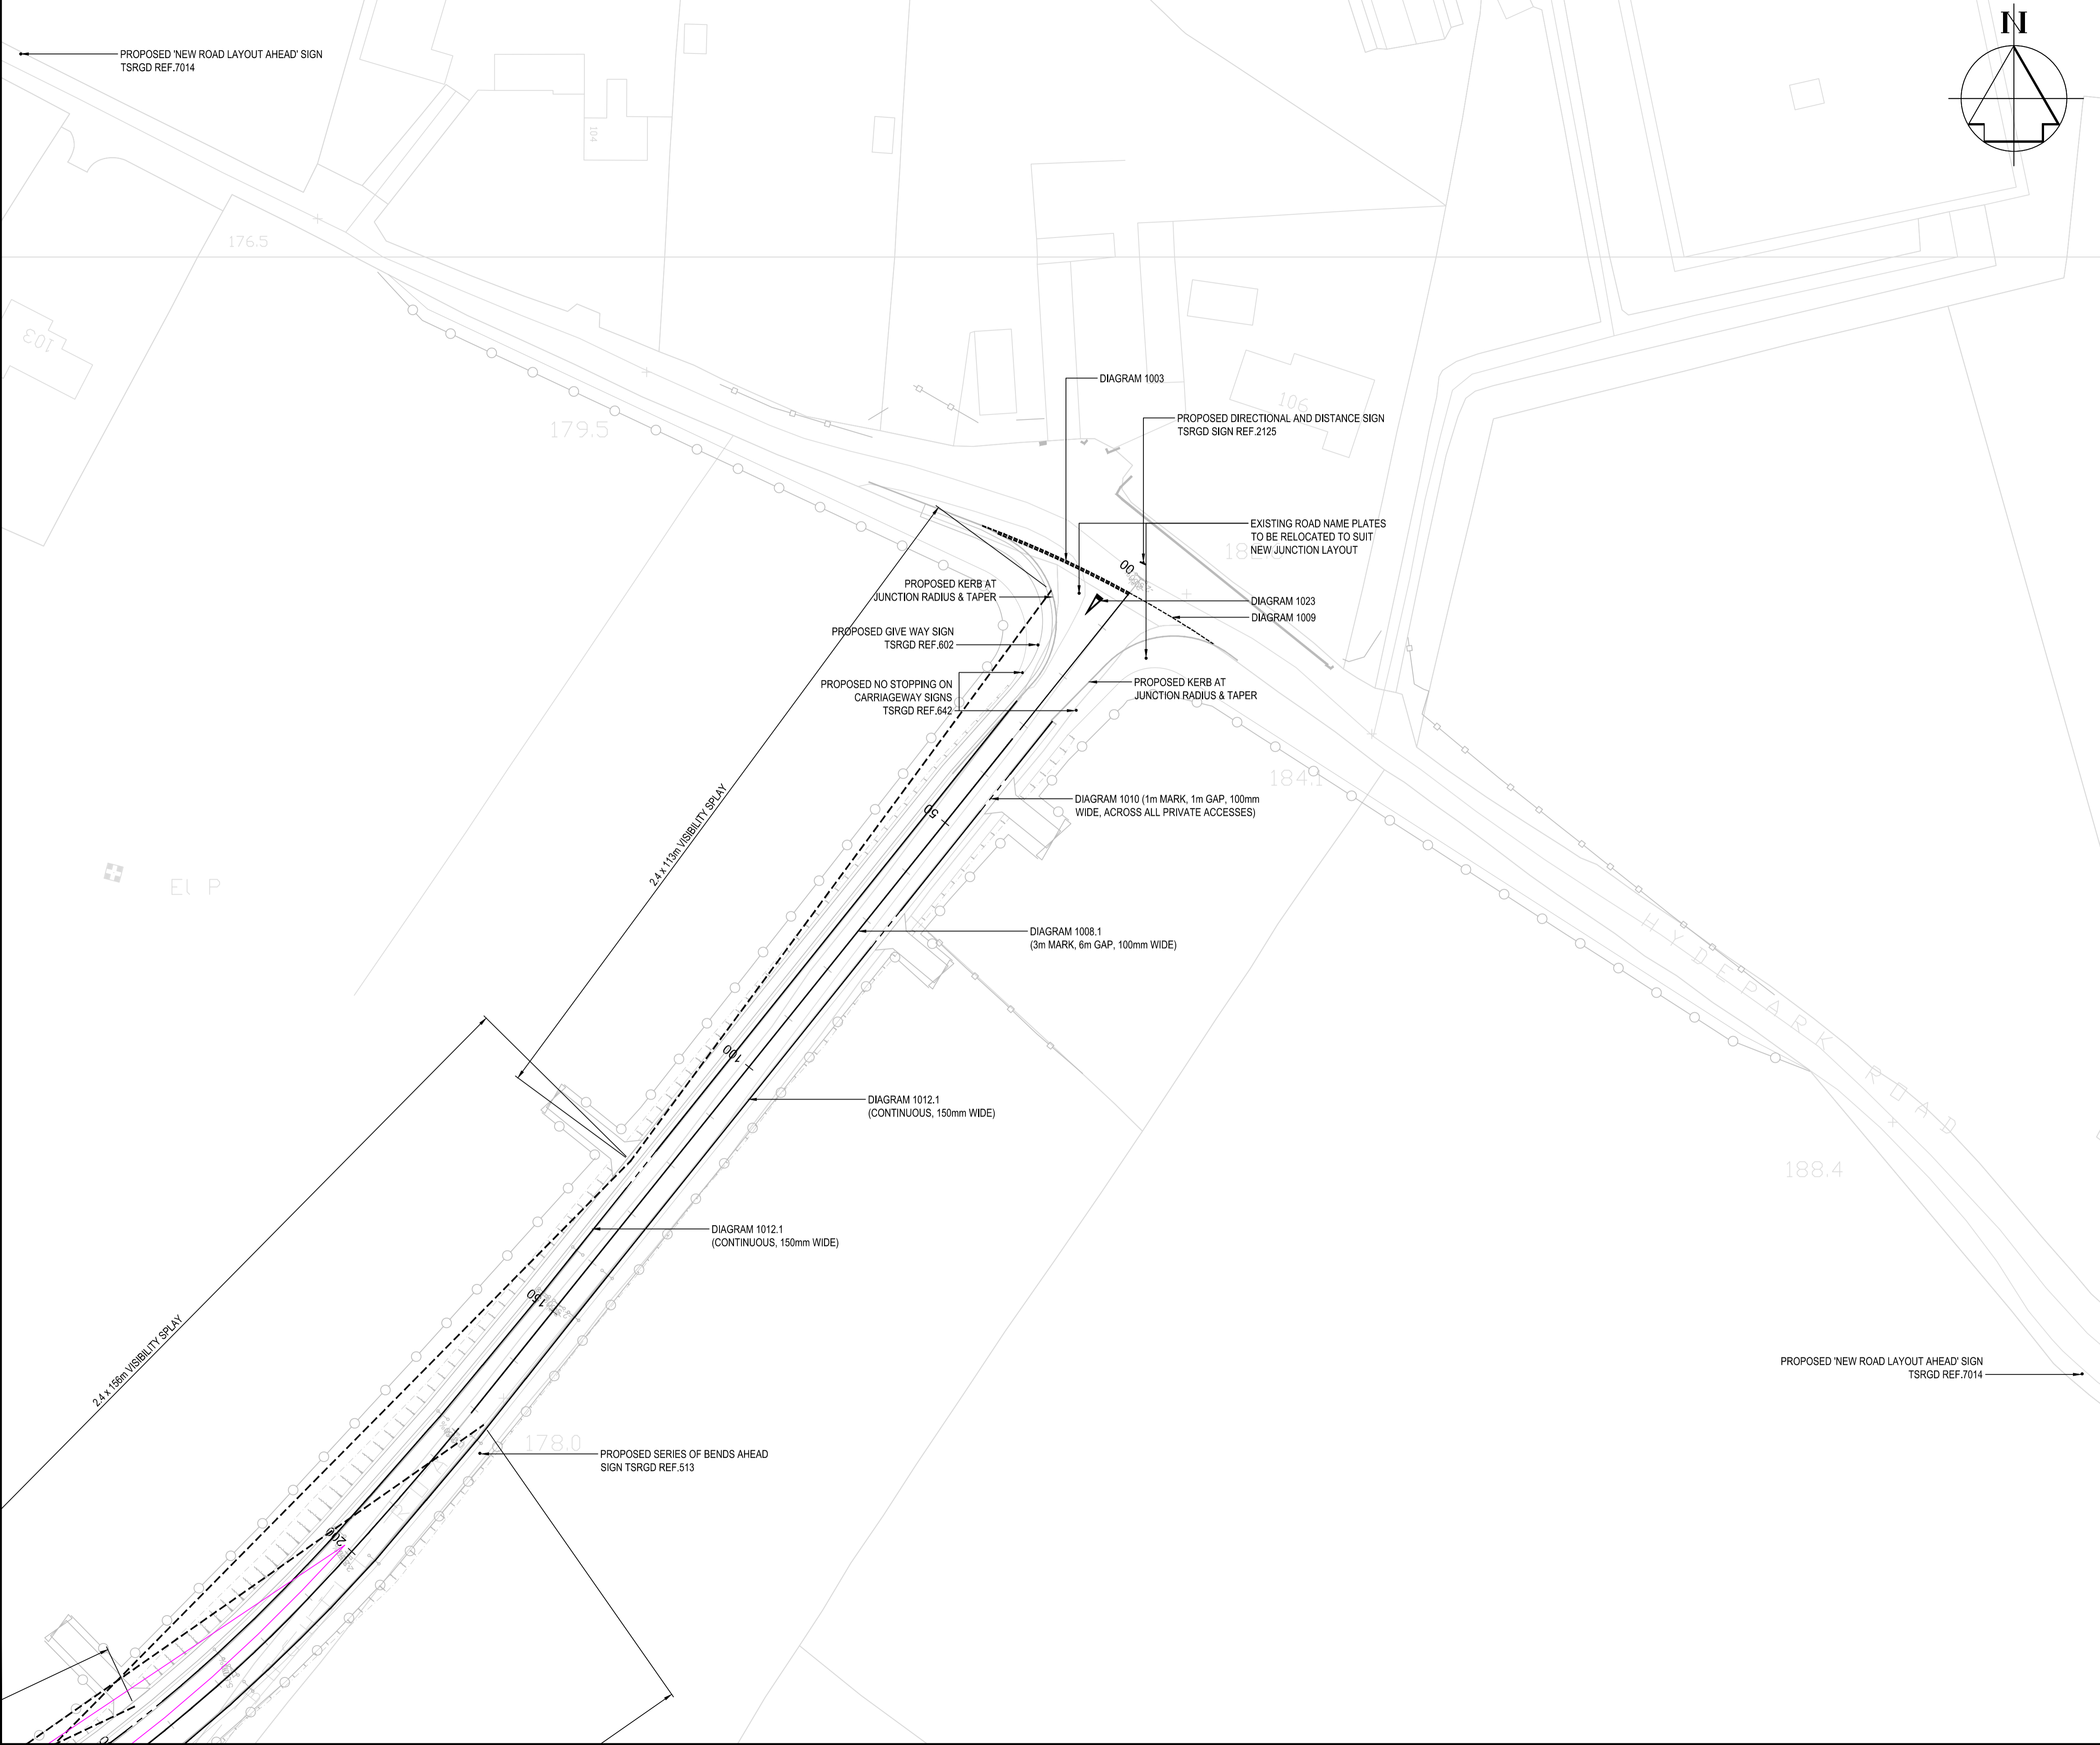 N
PROPOSED 'NEW ROAD LAYOUT AHEAD' SIGN
TSRGD REF.7014
104
176.5
103
179.5
DIAGRAM 1003
106
PROPOSED DIRECTIONAL AND DISTANCE SIGN
TSRGD SIGN REF.2125
EXISTING ROAD NAME PLATES
TO BE RELOCATED TO SUIT
NEW JUNCTION LAYOUT
00
PROPOSED KERB AT
JUNCTION RADIUS & TAPER
DIAGRAM 1023
DIAGRAM 1009
PROPOSED GIVE WAY SIGN
TSRGD REF.602
PROPOSED NO STOPPING ON
CARRIAGEWAY SIGNS
TSRGD REF.642
PROPOSED KERB AT
JUNCTION RADIUS & TAPER
184.1
50
DIAGRAM 1010 (1m MARK, 1m GAP, 100mm
WIDE, ACROSS ALL PRIVATE ACCESSES)
2.4 x 113m VISIBILITY SPLAY
El P
DIAGRAM 1008.1
(3m MARK, 6m GAP, 100mm WIDE)
HYDE PARK ROAD
100
DIAGRAM 1012.1
(CONTINUOUS, 150mm WIDE)
188.4
DIAGRAM 1012.1
(CONTINUOUS, 150mm WIDE)
150
2.4 x 156m VISIBILITY SPLAY
PROPOSED 'NEW ROAD LAYOUT AHEAD' SIGN
TSRGD REF.7014
178.0
PROPOSED SERIES OF BENDS AHEAD
SIGN TSRGD REF.513
200